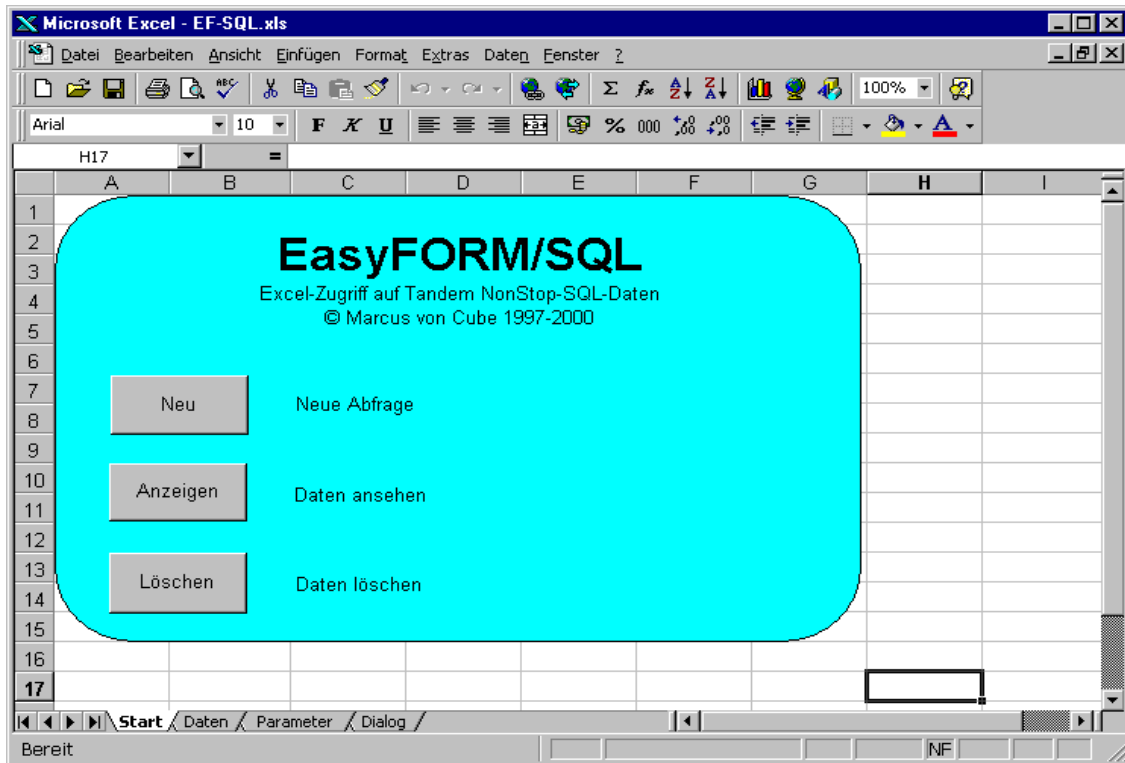 Microsoft Excel - EF-SQL.xls
Datei Bearbeiten Ansicht Einfügen Format Extras Daten Fenster ?
100%
Arial 10 F K U % 000
H17 =
A B C D E F G H I
1
2
3
4
5
6
7
8
9
10
11
12
13
14
15
16
17
EasyFORM/SQL
Excel-Zugriff auf Tandem NonStop-SQL-Daten
© Marcus von Cube 1997-2000
Neu Neue Abfrage
Anzeigen Daten ansehen
Löschen Daten löschen
Start Daten Parameter Dialog
Bereit NF